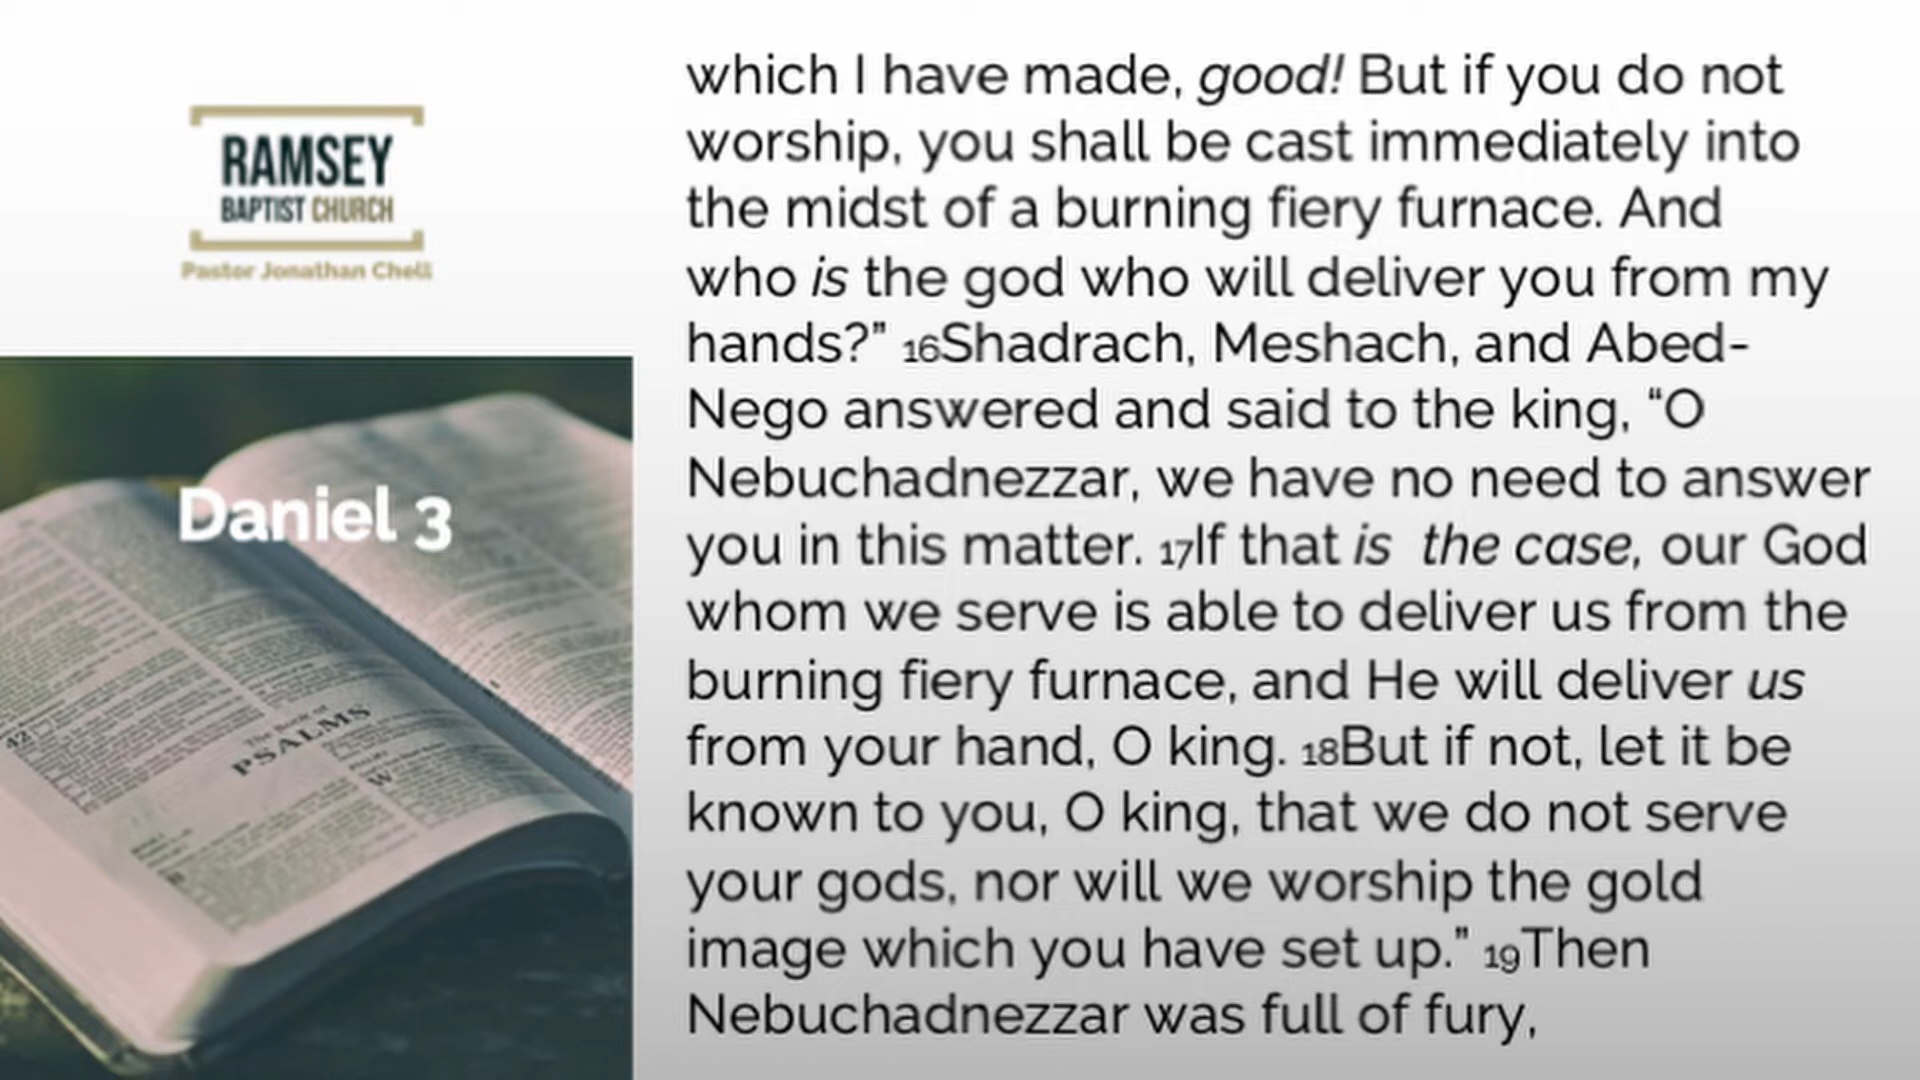 RAMSEY
BAPTIST CHURCH
Pastor Jonathan Chell
Daniel 3
The Book of
PSALMS
42
W
which I have made, good! But if you do not
worship, you shall be cast immediately into
the midst of a burning fiery furnace. And
who is the god who will deliver you from my
hands?” 16Shadrach, Meshach, and Abed-
Nego answered and said to the king, “O
Nebuchadnezzar, we have no need to answer
you in this matter. 17If that is  the case, our God
whom we serve is able to deliver us from the
burning fiery furnace, and He will deliver us
from your hand, O king. 18But if not, let it be
known to you, O king, that we do not serve
your gods, nor will we worship the gold
image which you have set up.” 19Then
Nebuchadnezzar was full of fury,